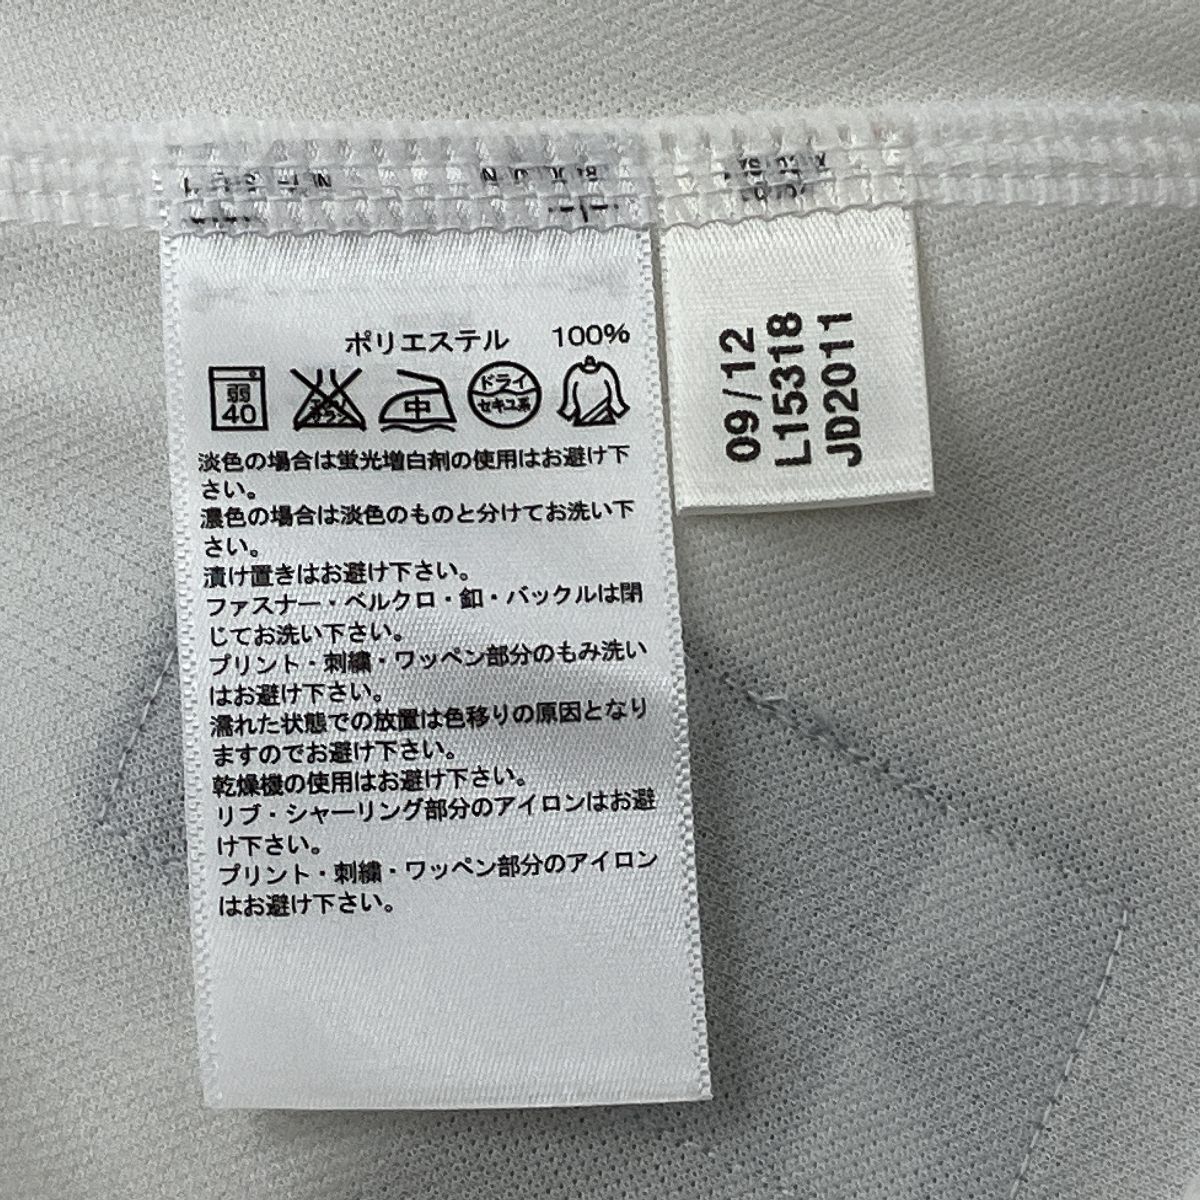 ポリエステル 100%
弱
40
エンソ
サラシ
中
ドライ
セキユ系
淡色の場合は蛍光増白剤の使用はお避け下
さい。
濃色の場合は淡色のものと分けてお洗い下
さい。
漬け置きはお避け下さい。
ファスナー・ベルクロ・釦・バックルは閉
じてお洗い下さい。
プリント・刺繍・ワッペン部分のもみ洗い
はお避け下さい。
濡れた状態での放置は色移りの原因となり
ますのでお避け下さい。
乾燥機の使用はお避け下さい。
リブ・シャーリング部分のアイロンはお避
け下さい。
プリント・刺繍・ワッペン部分のアイロン
はお避け下さい。
09/12
L15318
JD2011